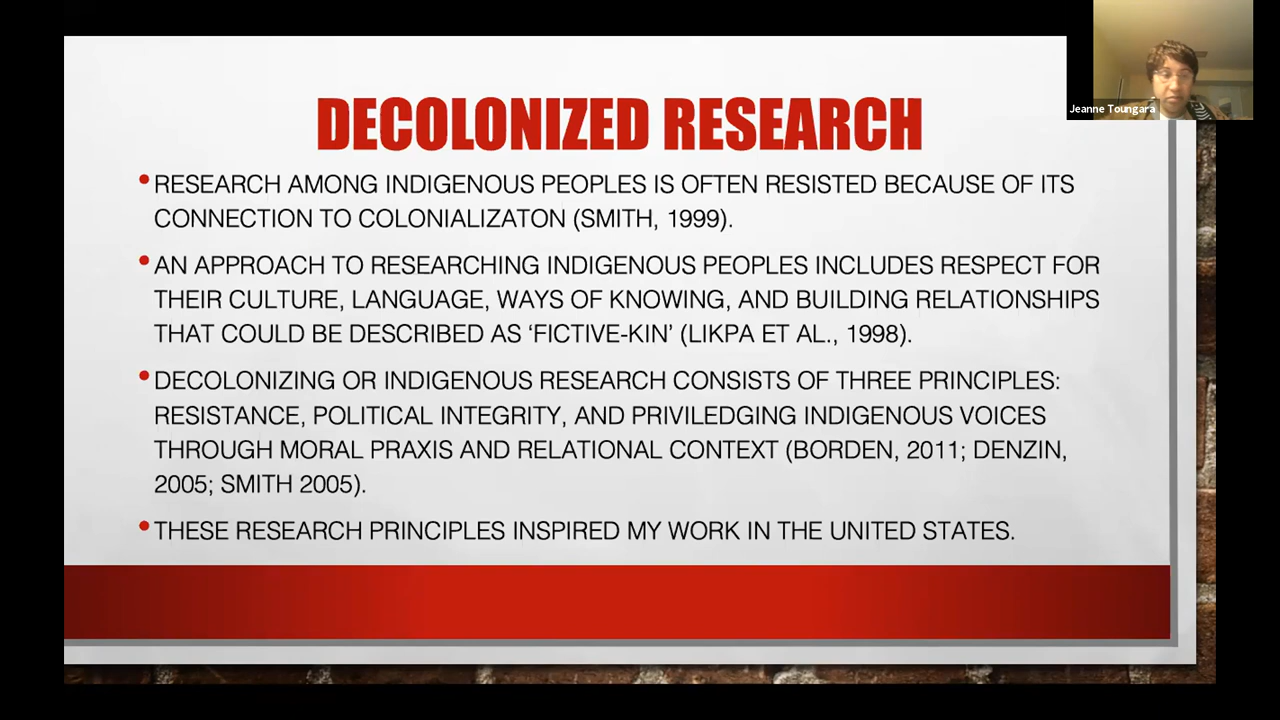 Jeanne Toungara
DECOLONIZED RESEARCH
•RESEARCH AMONG INDIGENOUS PEOPLES IS OFTEN RESISTED BECAUSE OF ITS
CONNECTION TO COLONIALIZATON (SMITH, 1999).
•AN APPROACH TO RESEARCHING INDIGENOUS PEOPLES INCLUDES RESPECT FOR
THEIR CULTURE, LANGUAGE, WAYS OF KNOWING, AND BUILDING RELATIONSHIPS
THAT COULD BE DESCRIBED AS ‘FICTIVE-KIN’ (LIKPA ET AL., 1998).
•DECOLONIZING OR INDIGENOUS RESEARCH CONSISTS OF THREE PRINCIPLES:
RESISTANCE, POLITICAL INTEGRITY, AND PRIVILEDGING INDIGENOUS VOICES
THROUGH MORAL PRAXIS AND RELATIONAL CONTEXT (BORDEN, 2011; DENZIN,
2005; SMITH 2005).
•THESE RESEARCH PRINCIPLES INSPIRED MY WORK IN THE UNITED STATES.